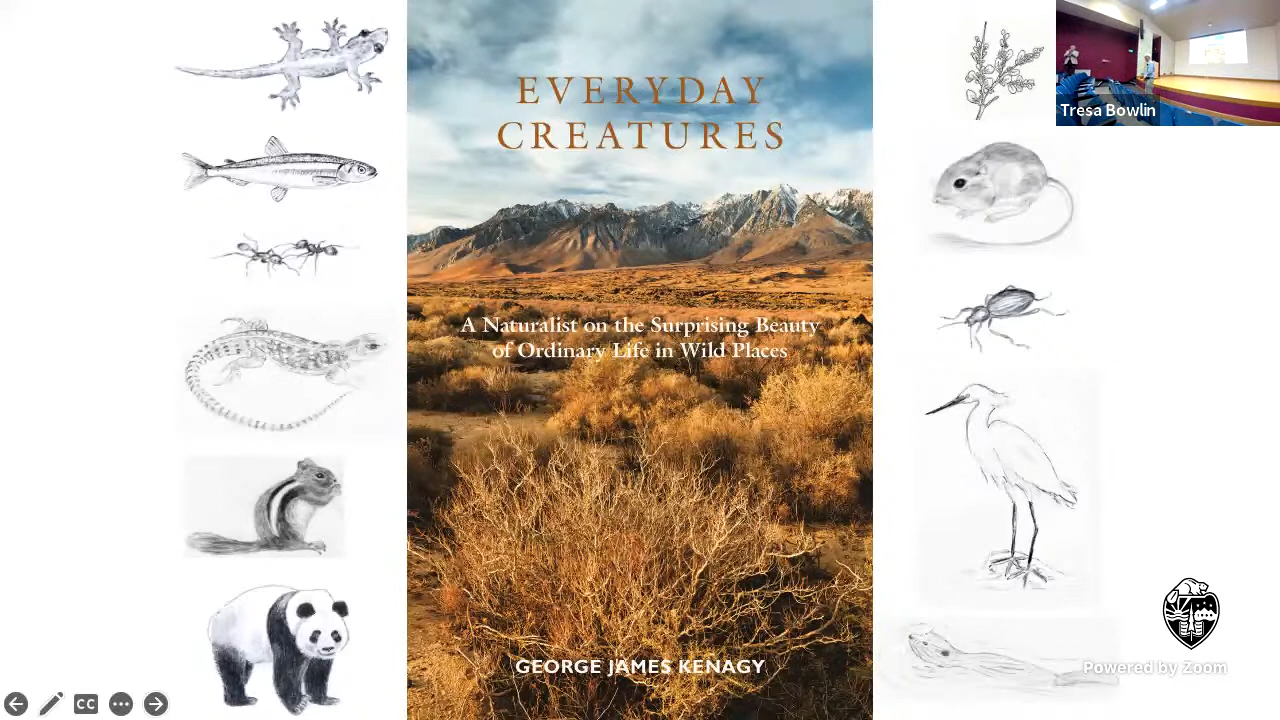 EVERYDAY
CREATURES
Tresa Bowlin
A Naturalist on the Surprising Beauty
of Ordinary Life in Wild Places
GEORGE JAMES KENAGY
Powered by Zoom
CC